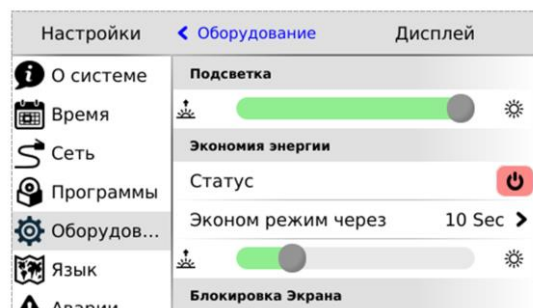 Настройки
Оборудование
Дисплей
О системе
Время
Сеть
Программы
Оборудов...
Язык
Аварии
Подсветка
Экономия энергии
Статус
Эконом режим через 10 Sec
Блокировка Экрана